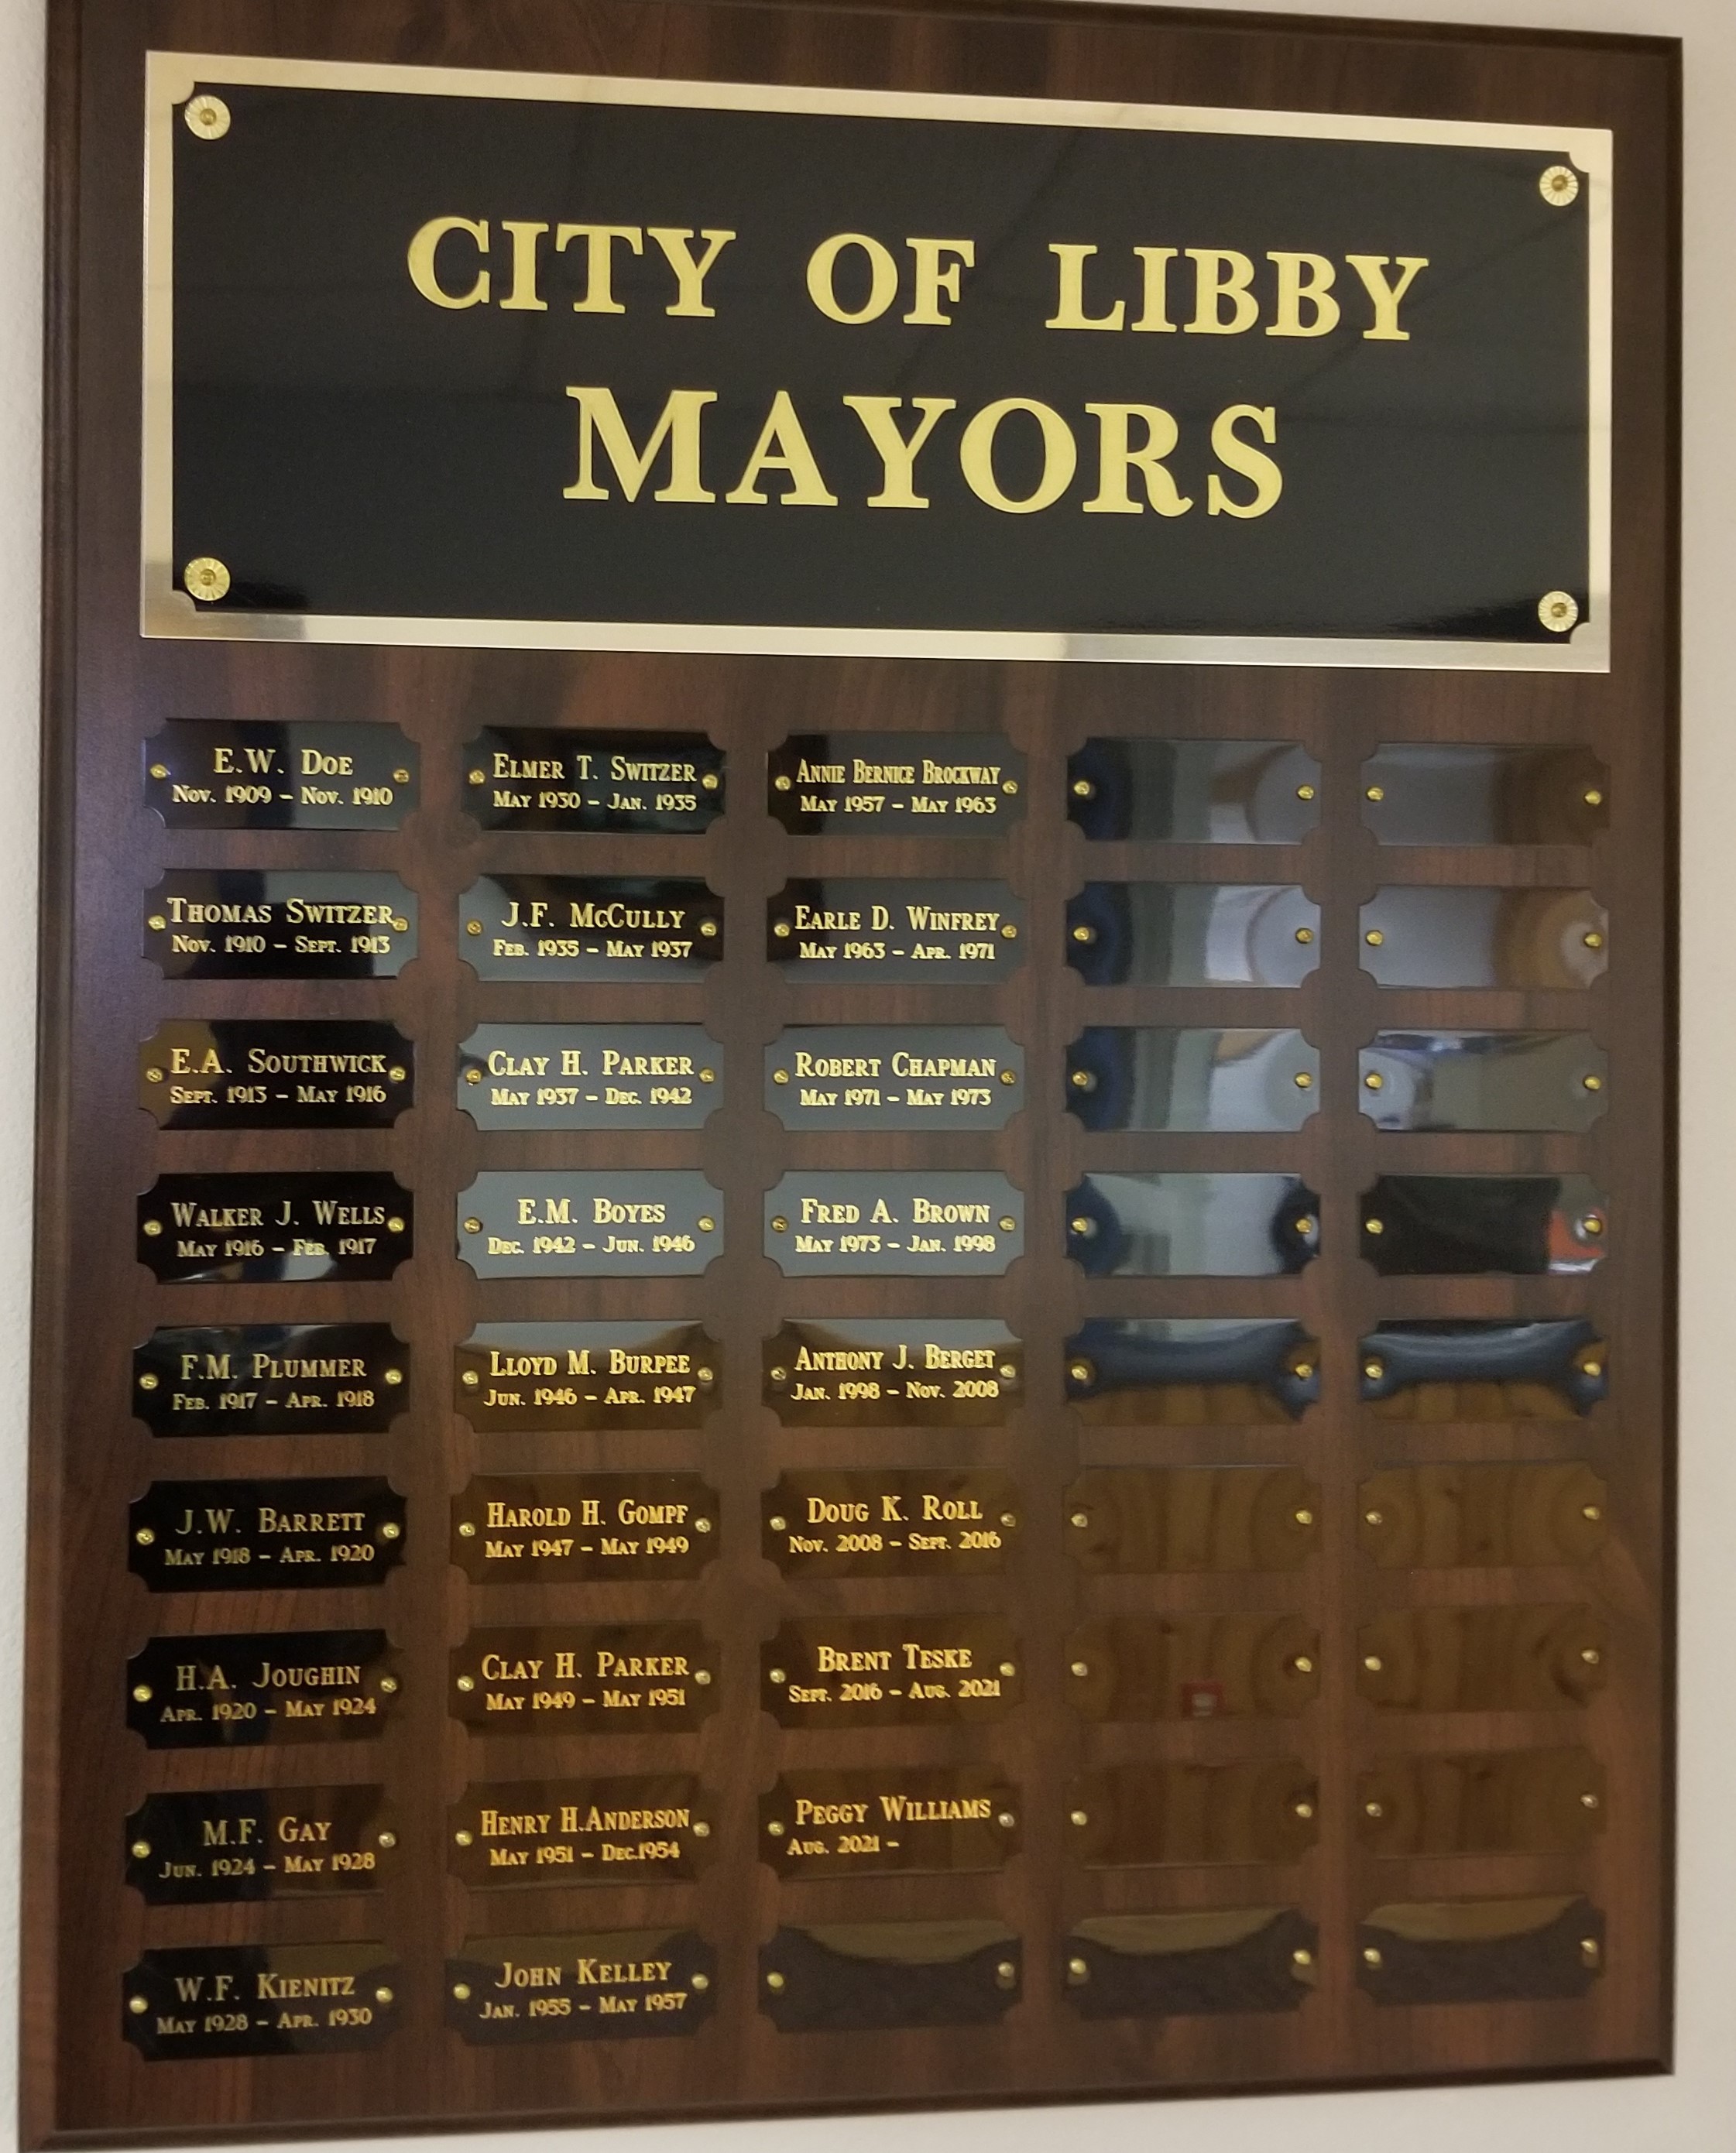 CITY OF LIBBY
MAYORS
E.W. DOE
NOV. 1909 – NOV. 1910
THOMAS SWITZER
NOV. 1910 – SEPT. 1913
E.A. SOUTHWICK
SEPT. 1913 – MAY 1916
WALKER J. WELLS
MAY 1916 – FEB. 1917
F.M. PLUMMER
FEB. 1917 – APR. 1918
J.W. BARRETT
MAY 1918 – APR. 1920
H.A. JOUGHIN
APR. 1920 – MAY 1924
M.F. GAY
JUN. 1924 – MAY 1928
W.F. KIENITZ
MAY 1928 – APR. 1930
ELMER T. SWITZER
MAY 1930 – JAN. 1935
J.F. MCCULLY
FEB. 1935 – MAY 1937
CLAY H. PARKER
MAY 1937 – DEC. 1942
E.M. BOYES
DEC. 1942 – JUN. 1946
LLOYD M. BURPEE
JUN. 1946 – APR. 1947
HAROLD H. GOMPF
MAY 1947 – MAY 1949
CLAY H. PARKER
MAY 1949 – MAY 1951
HENRY H.ANDERSON
MAY 1951 – DEC.1954
JOHN KELLEY
JAN. 1955 – MAY 1957
ANNIE BERNICE BROCKWAY
MAY 1957 – MAY 1963
EARLE D. WINFREY
MAY 1963 – APR. 1971
ROBERT CHAPMAN
MAY 1971 – MAY 1973
FRED A. BROWN
MAY 1973 – JAN. 1998
ANTHONY J. BERGET
JAN. 1998 – NOV. 2008
DOUG K. ROLL
NOV. 2008 – SEPT. 2016
BRENT TESKE
SEPT. 2016 – AUG. 2021
PEGGY WILLIAMS
AUG. 2021 –